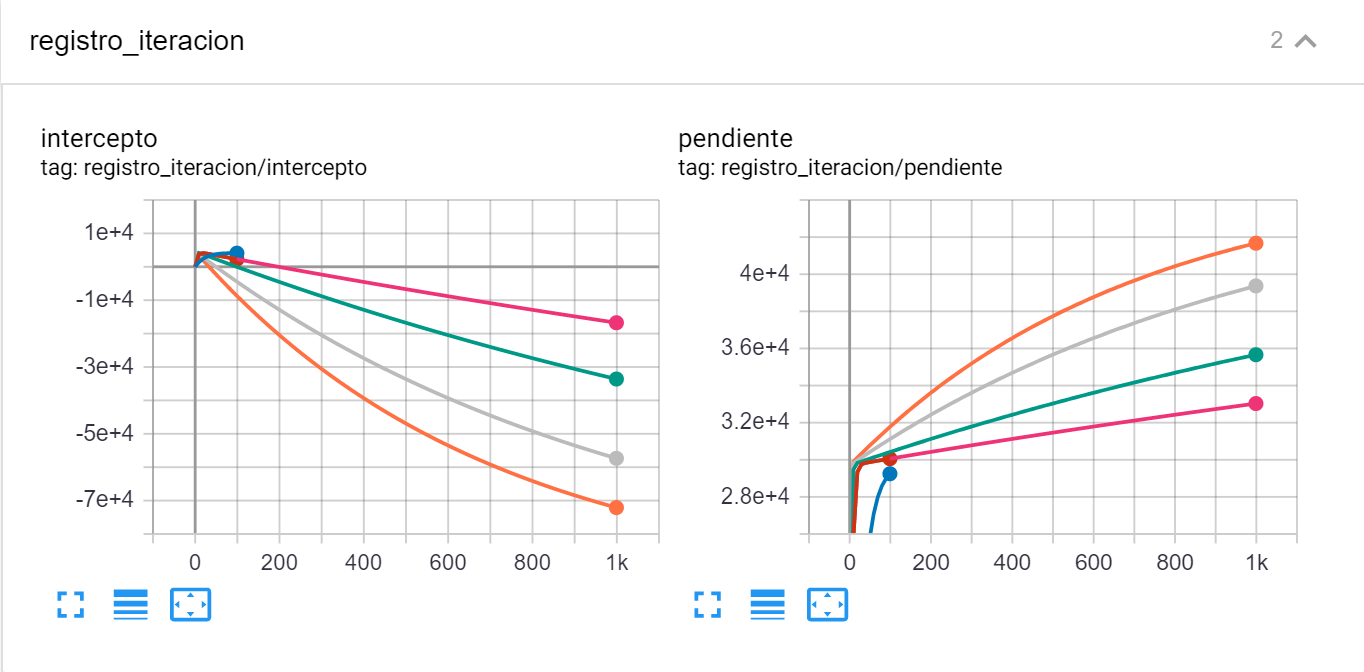 registro_iteracion
2
intercepto
tag: registro_iteracion/intercepto
1e+4
-1e+4
-3e+4
-5e+4
-7e+4
0 200 400 600 800 1k
pendiente
tag: registro_iteracion/pendiente
4e+4
3.6e+4
3.2e+4
2.8e+4
0 200 400 600 800 1k